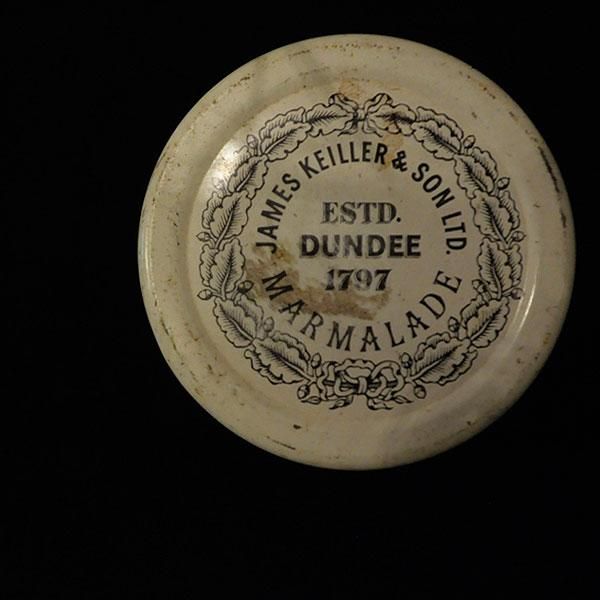 JAMES KEILLER & SON LTD.
ESTD.
DUNDEE
1797
MARMALADE